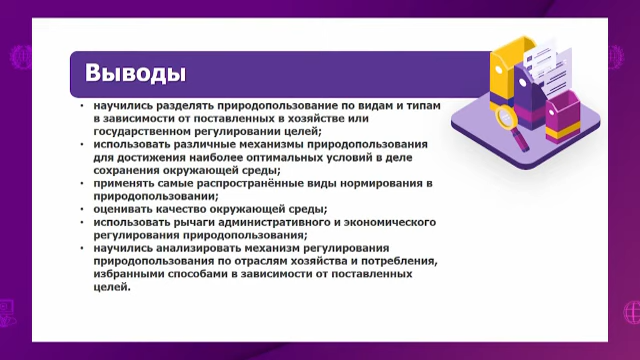 Выводы
• научились разделять природопользование по видам и типам
в зависимости от поставленных в хозяйстве или
государственном регулировании целей;
• использовать различные механизмы природопользования
для достижения наиболее оптимальных условий в деле
сохранения окружающей среды;
• применять самые распространённые виды нормирования в
природопользовании;
• оценивать качество окружающей среды;
• использовать рычаги административного и экономического
регулирования природопользования;
• научились анализировать механизм регулирования
природопользования по отраслям хозяйства и потребления,
избранными способами в зависимости от поставленных
целей.